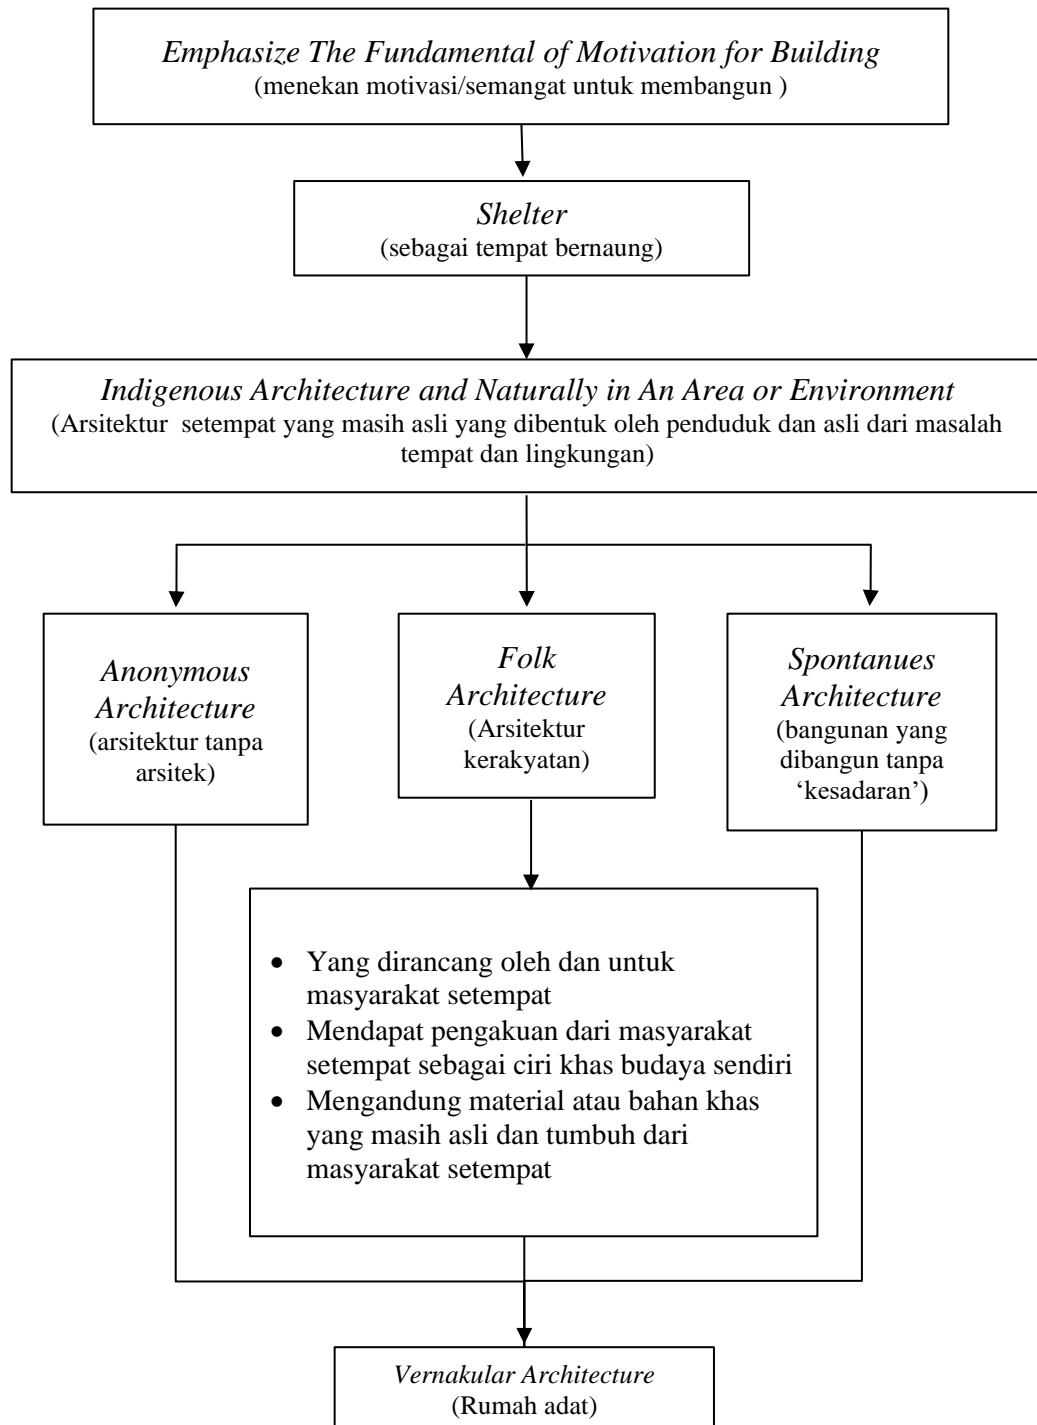 Emphasize The Fundamental of Motivation for Building
(menekan motivasi/semangat untuk membangun )
Shelter
(sebagai tempat bernaung)
Indigenous Architecture and Naturally in An Area or Environment
(Arsitektur setempat yang masih asli yang dibentuk oleh penduduk dan asli dari masalah
tempat dan lingkungan)
Anonymous
Architecture
(arsitektur tanpa
arsitek)
Folk
Architecture
(Arsitektur
kerakyatan)
Spontanues
Architecture
(bangunan yang
dibangun tanpa
‘kesadaran’)
• Yang dirancang oleh dan untuk
masyarakat setempat
• Mendapat pengakuan dari masyarakat
setempat sebagai ciri khas budaya sendiri
• Mengandung material atau bahan khas
yang masih asli dan tumbuh dari
masyarakat setempat
Vernakular Architecture
(Rumah adat)